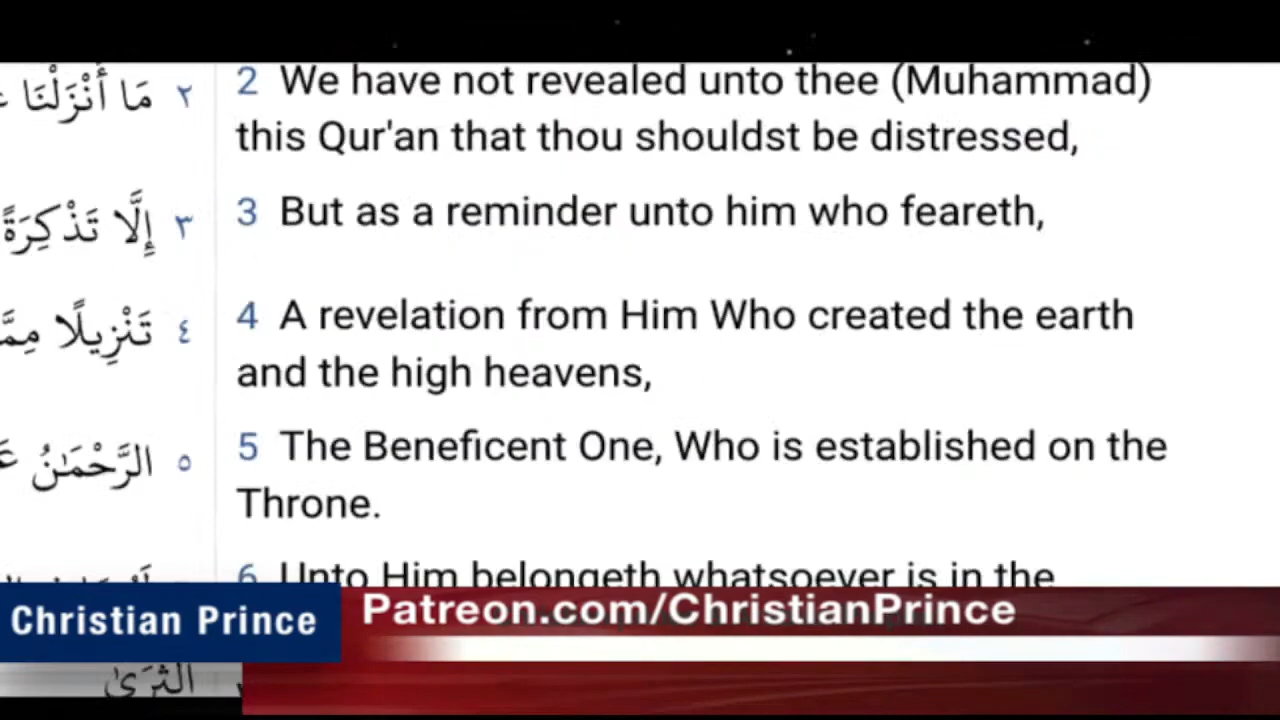 ٢ مَا أَنْزَلْنَا
2 We have not revealed unto thee (Muhammad)
this Qur'an that thou shouldst be distressed,
٣ إِلَّا تَذْكِرَةً
3 But as a reminder unto him who feareth,
٤ تَنْزِيلًا
4 A revelation from Him Who created the earth
and the high heavens,
٥ الرَّحْمَٰنُ
5 The Beneficent One, Who is established on the
Throne.
6 Unto Him belongeth whatsoever is in the
Christian Prince
Patreon.com/ChristianPrince
الثَّرَىٰ